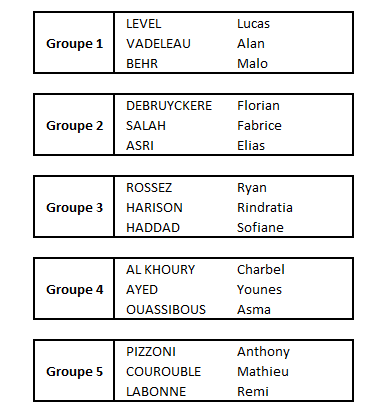 LEVEL Lucas
Groupe 1 VADELEAU Alan
BEHR Malo
DEBRUYCKERE Florian
Groupe 2 SALAH Fabrice
ASRI Elias
ROSSEZ Ryan
Groupe 3 HARISON Rindratia
HADDAD Sofiane
AL KHOURY Charbel
Groupe 4 AYED Younes
OUASSIBOUS Asma
PIZZONI Anthony
Groupe 5 COUROUBLE Mathieu
LABONNE Remi